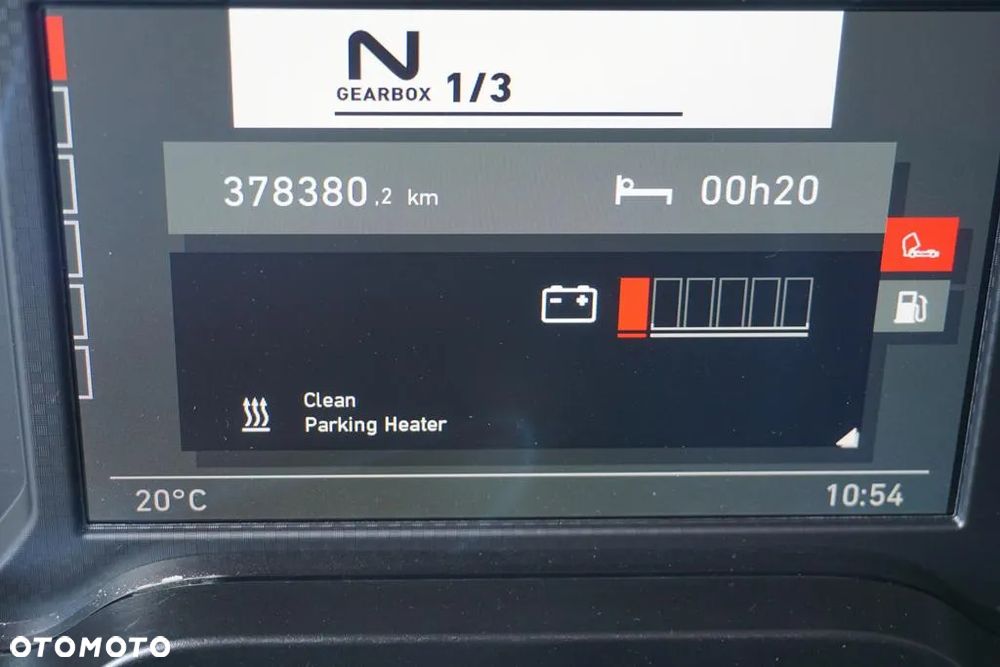 N
GEARBOX 1/3
378380,2 km
00h20
- +
Clean
Parking Heater
20°C
10:54
OTOMOTO